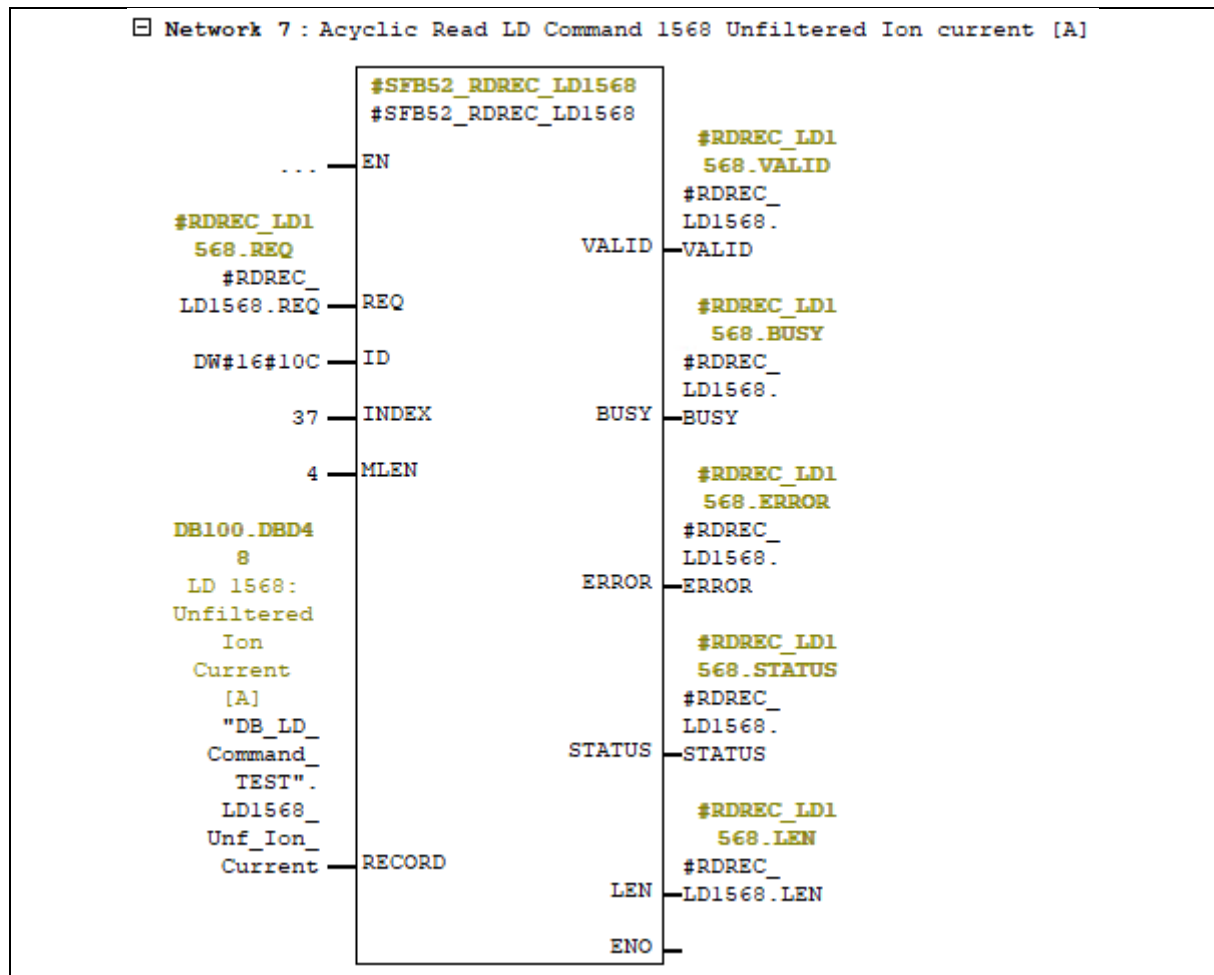 Network 7 : Acyclic Read LD Command 1568 Unfiltered Ion current [A]
#SFB52_RDREC_LD1568
#SFB52_RDREC_LD1568
... EN
#RDREC_LD1
568.REQ
#RDREC_
LD1568.REQ REQ
DW#16#10C ID
37 INDEX
4 MLEN
DB100.DBD4
8
LD 1568:
Unfiltered
Ion
Current
[A]
"DB_LD_
Command_
TEST".
LD1568_
Unf_Ion_
Current RECORD
#RDREC_LD1
568.VALID
#RDREC_
LD1568.
VALID VALID
#RDREC_LD1
568.BUSY
#RDREC_
LD1568.
BUSY BUSY
#RDREC_LD1
568.ERROR
#RDREC_
LD1568.
ERROR ERROR
#RDREC_LD1
568.STATUS
#RDREC_
LD1568.
STATUS STATUS
#RDREC_LD1
568.LEN
#RDREC_
LEN LD1568.LEN
ENO